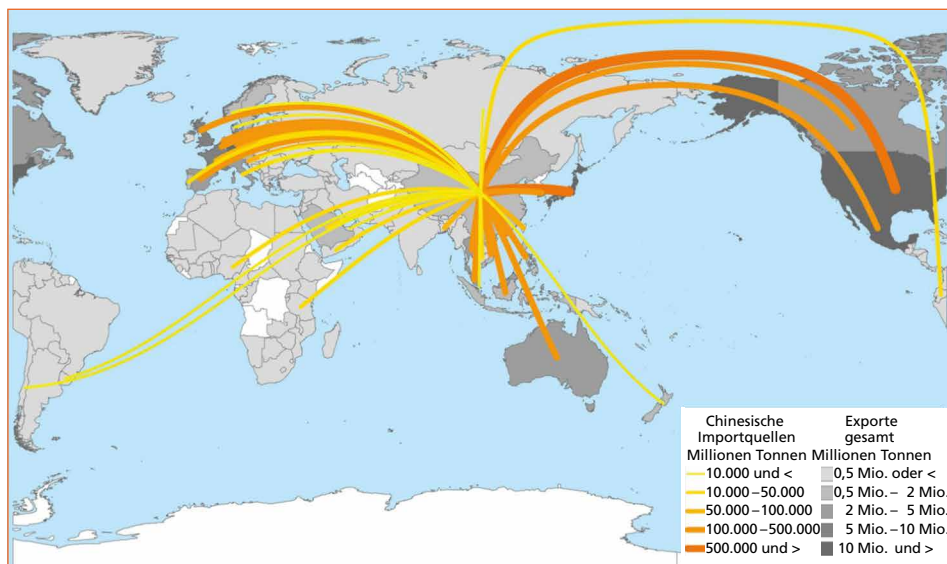 Chinesische Importquellen
Millionen Tonnen
10.000 und <
10.000 – 50.000
50.000 – 100.000
100.000 – 500.000
500.000 und >
Exporte gesamt
Millionen Tonnen
0,5 Mio. oder <
0,5 Mio. – 2 Mio.
2 Mio. – 5 Mio.
5 Mio. – 10 Mio.
10 Mio. und >